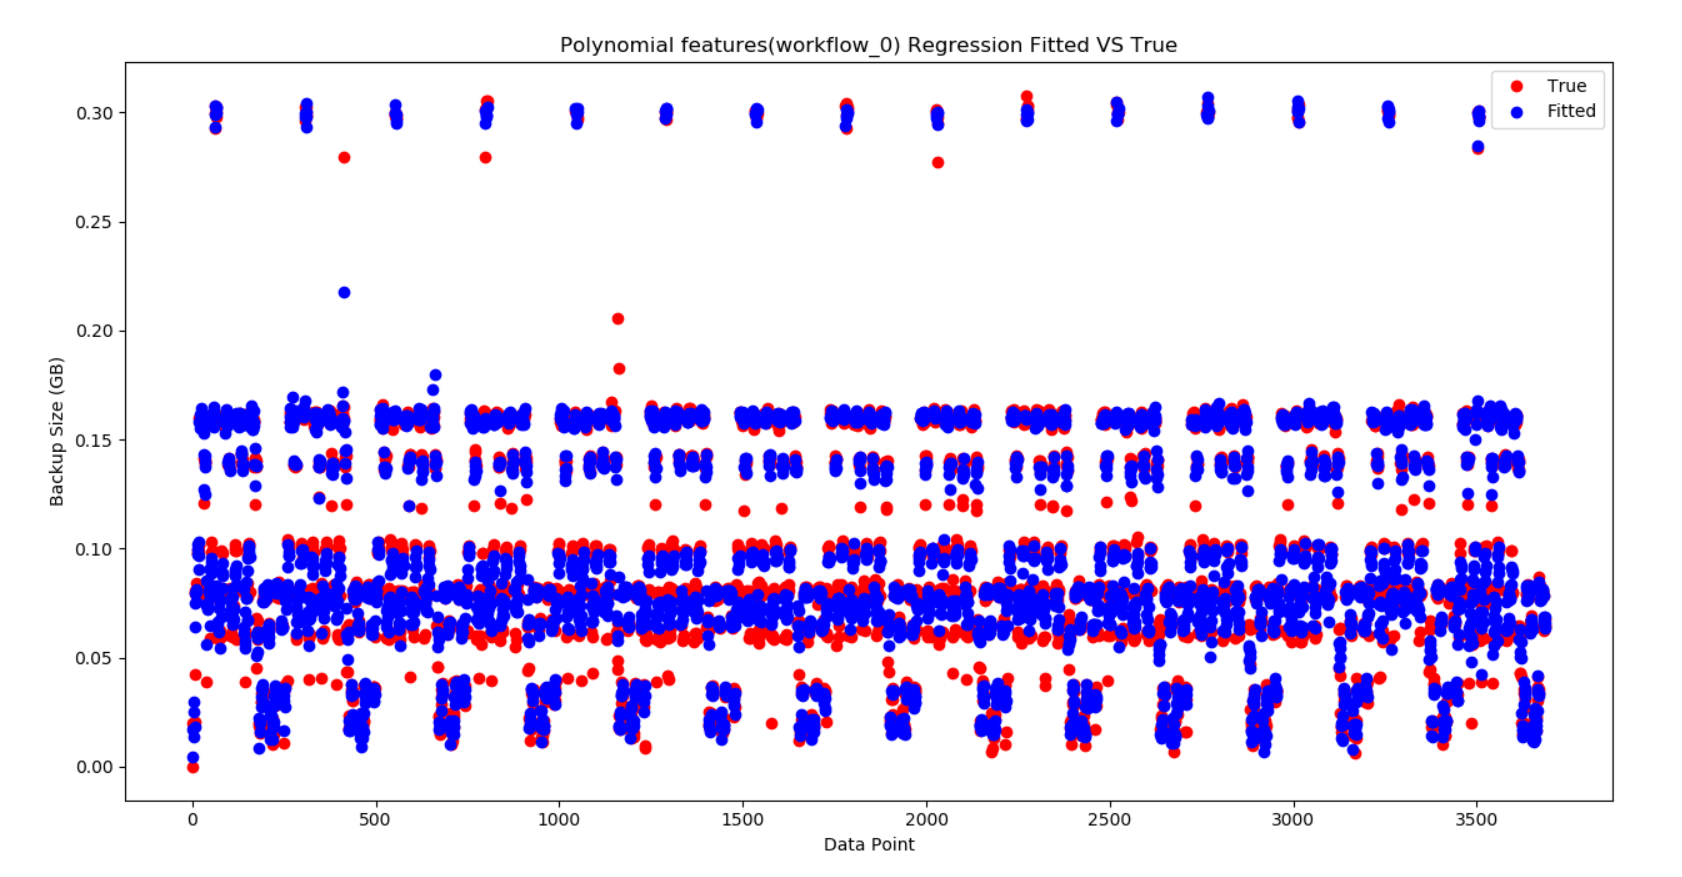 Polynomial features(workflow_0) Regression Fitted VS True
True
Fitted
0.30
0.25
0.20
0.15
0.10
0.05
0.00
Backup Size (GB)
0 500 1000 1500 2000 2500 3000 3500
Data Point